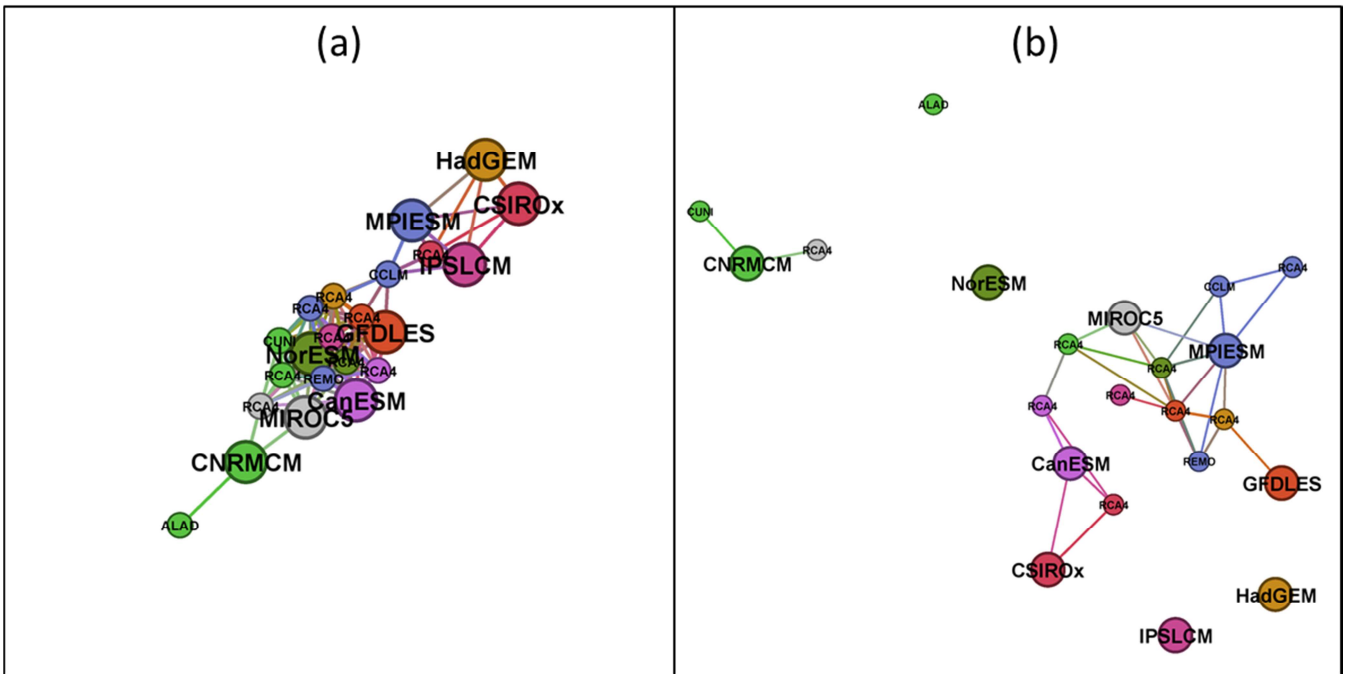 (a)
HadGEM
CSIROx
MPIESM
RCA4
IPSLCM
CCLM
RCA4
RCA4
RCA4
GFDLES
CUNI
RCA4
NorESM
RCA4
RCA4
RCA4
REMO
CanESM
RCA4
MIROC5
CNRMCM
ALAD
(b)
ALAD
CUNI
RCA4
CNRMCM
NorESM
RCA4
CCLM
MIROC5
RCA4
MPIESM
RCA4
RCA4
RCA4
RCA4
RCA4
CanESM
REMO
GFDLES
RCA4
CSIROx
HadGEM
IPSLCM